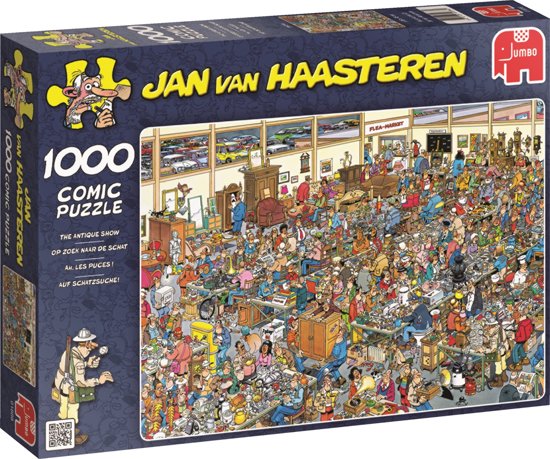 JAN VAN HAASTEREN
JUMBO
1000
COMIC
PUZZLE
THE ANTIQUE SHOW
OP ZOEK NAAR DE SCHAT
AH, LES PUCES!
AUF SCHATZSUCHE!
FLEA-MARKET
JAN VAN HAASTEREN
1000 COMIC PUZZLE
JUMBO